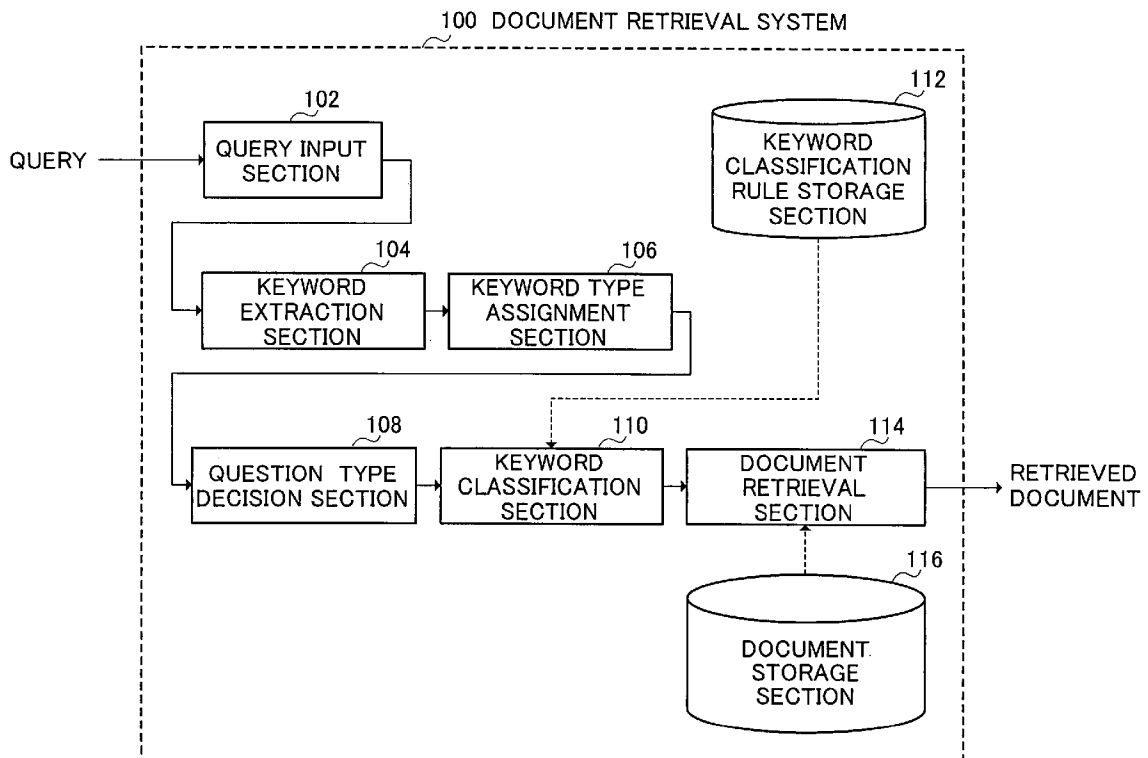 100 DOCUMENT RETRIEVAL SYSTEM
102
QUERY
QUERY INPUT
SECTION
112
KEYWORD
CLASSIFICATION
RULE STORAGE
SECTION
104
KEYWORD
EXTRACTION
SECTION
106
KEYWORD TYPE
ASSIGNMENT
SECTION
108
QUESTION TYPE
DECISION SECTION
110
KEYWORD
CLASSIFICATION
SECTION
114
DOCUMENT
RETRIEVAL
SECTION
RETRIEVED
DOCUMENT
116
DOCUMENT
STORAGE
SECTION